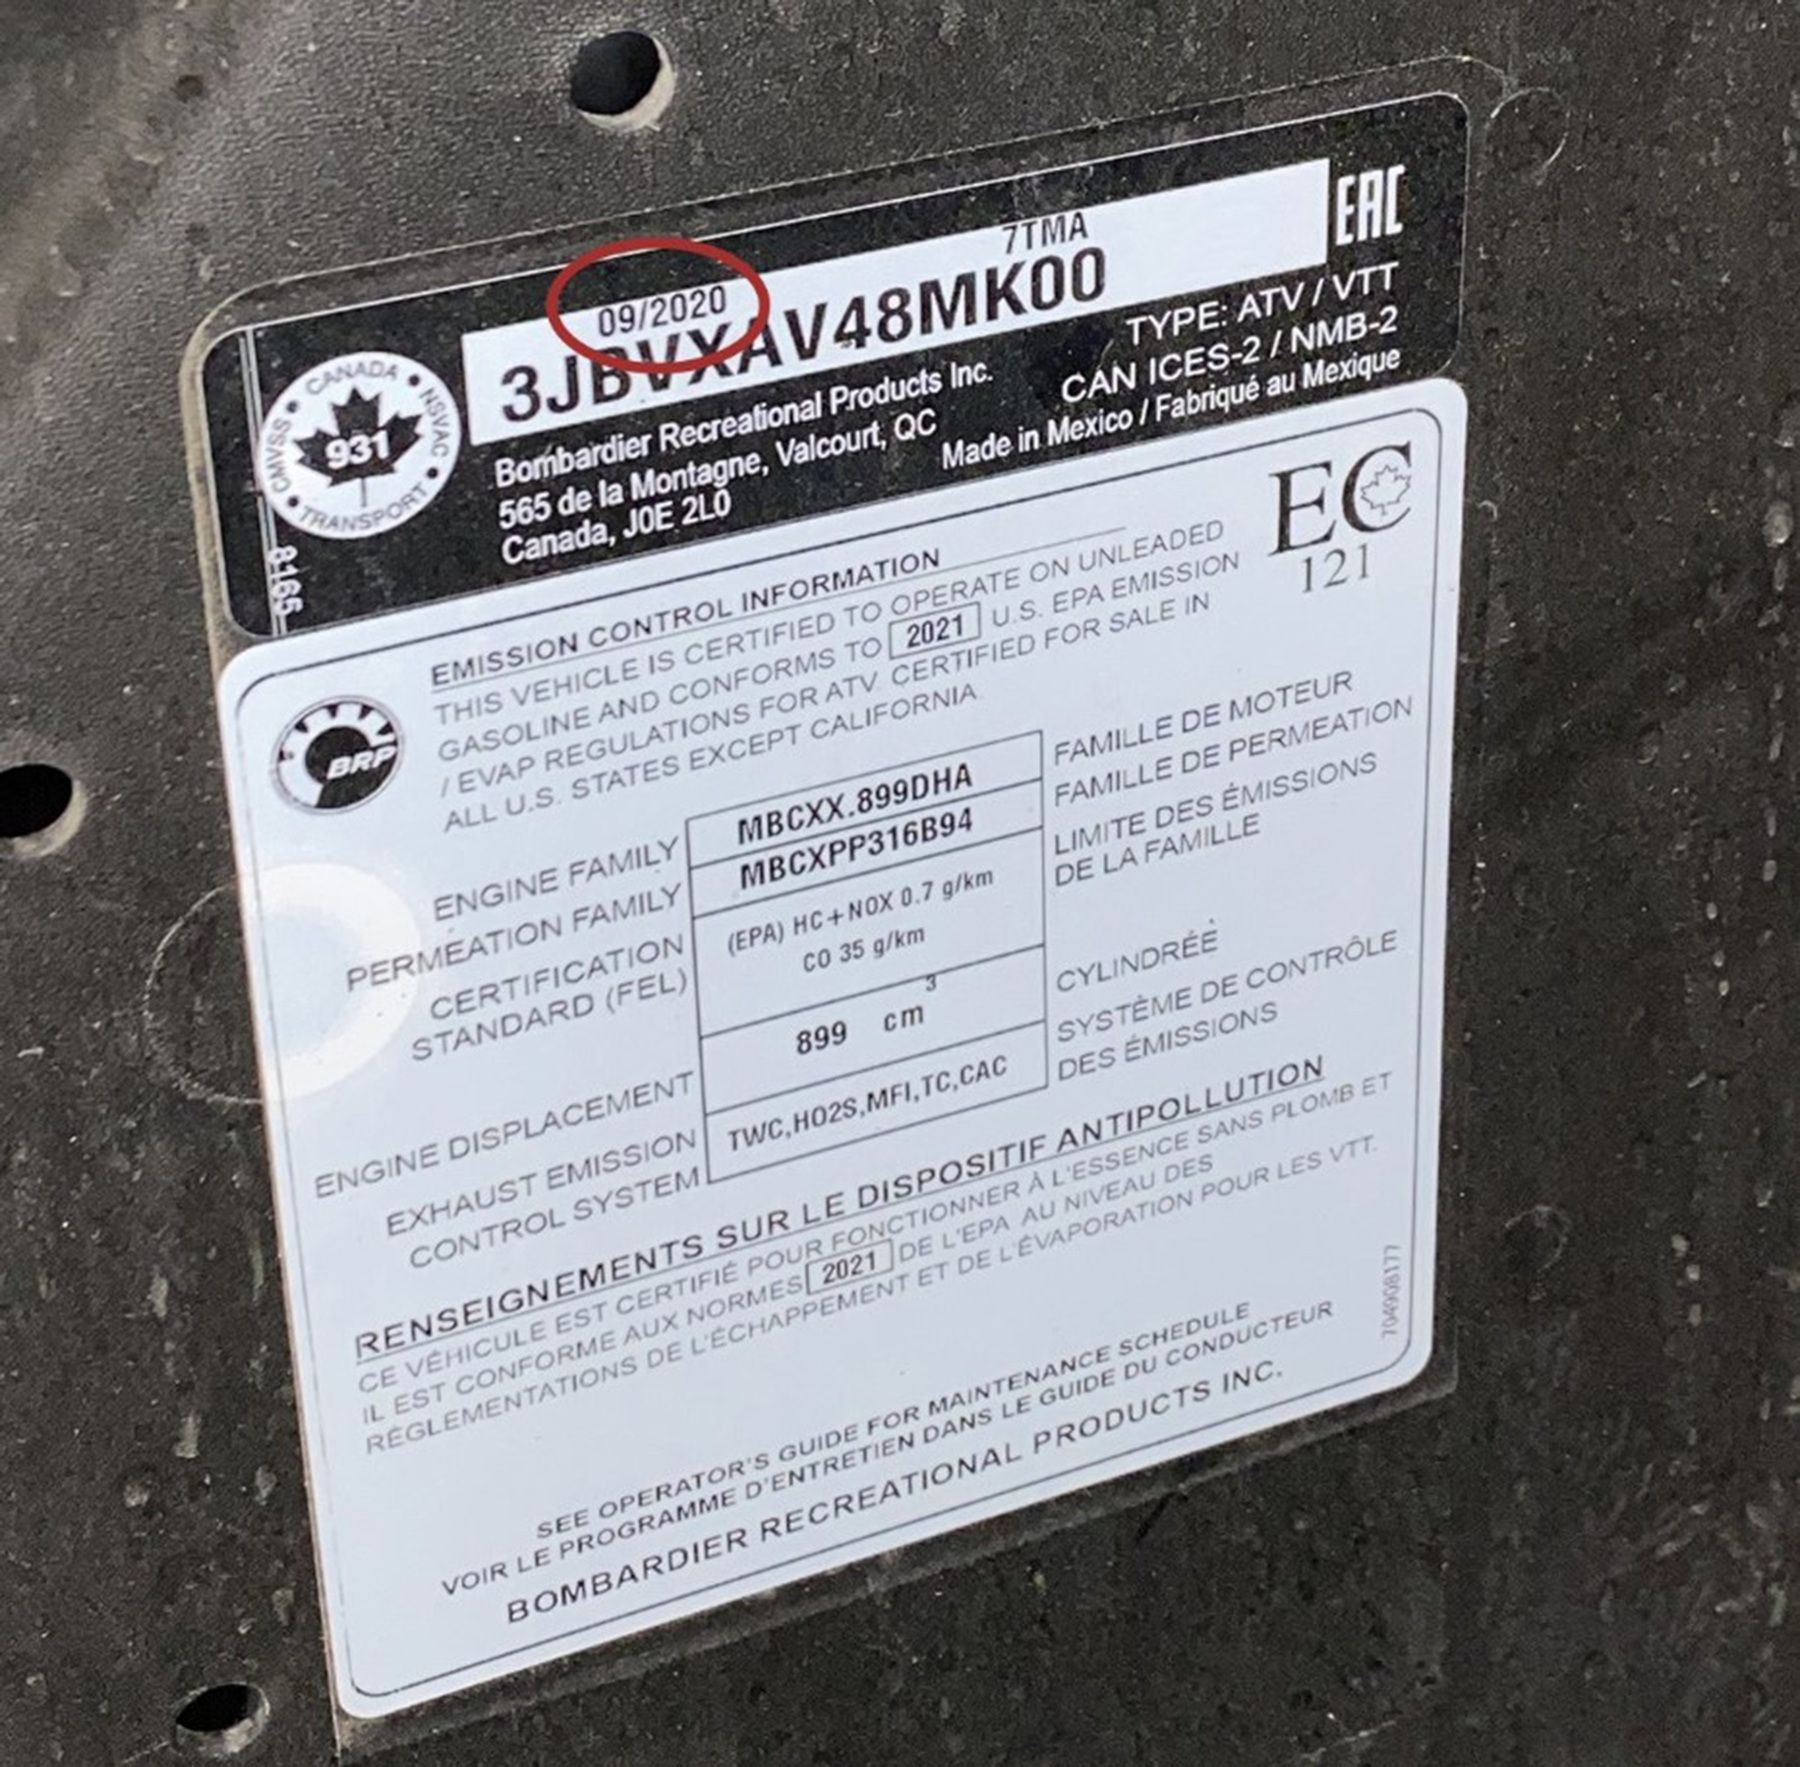 7TMA
09/2020
3JBVXAV48MK00
EAC
CANADA • NSVAC • TRANSPORT • CMVSS •
931
8165
Bombardier Recreational Products Inc.
565 de la Montagne, Valcourt, QC
Canada, J0E 2L0
TYPE: ATV / VTT
CAN ICES-2 / NMB-2
Made in Mexico / Fabriqué au Mexique
EC
121
BRP
EMISSION CONTROL INFORMATION
THIS VEHICLE IS CERTIFIED TO OPERATE ON UNLEADED
GASOLINE AND CONFORMS TO 2021 U.S. EPA EMISSION
/ EVAP REGULATIONS FOR ATV CERTIFIED FOR SALE IN
ALL U.S. STATES EXCEPT CALIFORNIA.
ENGINE FAMILY MBCXX.899DHA FAMILLE DE MOTEUR
PERMEATION FAMILY MBCXPP316B94 FAMILLE DE PERMEATION
CERTIFICATION (EPA) HC+NOX 0.7 g/km LIMITE DES ÉMISSIONS
STANDARD (FEL) CO 35 g/km DE LA FAMILLE
ENGINE DISPLACEMENT 899 cm³ CYLINDRÉE
EXHAUST EMISSION TWC,HO2S,MFI,TC,CAC SYSTÈME DE CONTRÔLE
CONTROL SYSTEM DES ÉMISSIONS
RENSEIGNEMENTS SUR LE DISPOSITIF ANTIPOLLUTION
CE VÉHICULE EST CERTIFIÉ POUR FONCTIONNER À L'ESSENCE SANS PLOMB ET
IL EST CONFORME AUX NORMES 2021 DE L'EPA AU NIVEAU DES
RÉGLEMENTATIONS DE L'ÉCHAPPEMENT ET DE L'ÉVAPORATION POUR LES VTT.
SEE OPERATOR'S GUIDE FOR MAINTENANCE SCHEDULE
VOIR LE PROGRAMME D'ENTRETIEN DANS LE GUIDE DU CONDUCTEUR
BOMBARDIER RECREATIONAL PRODUCTS INC.
704908177